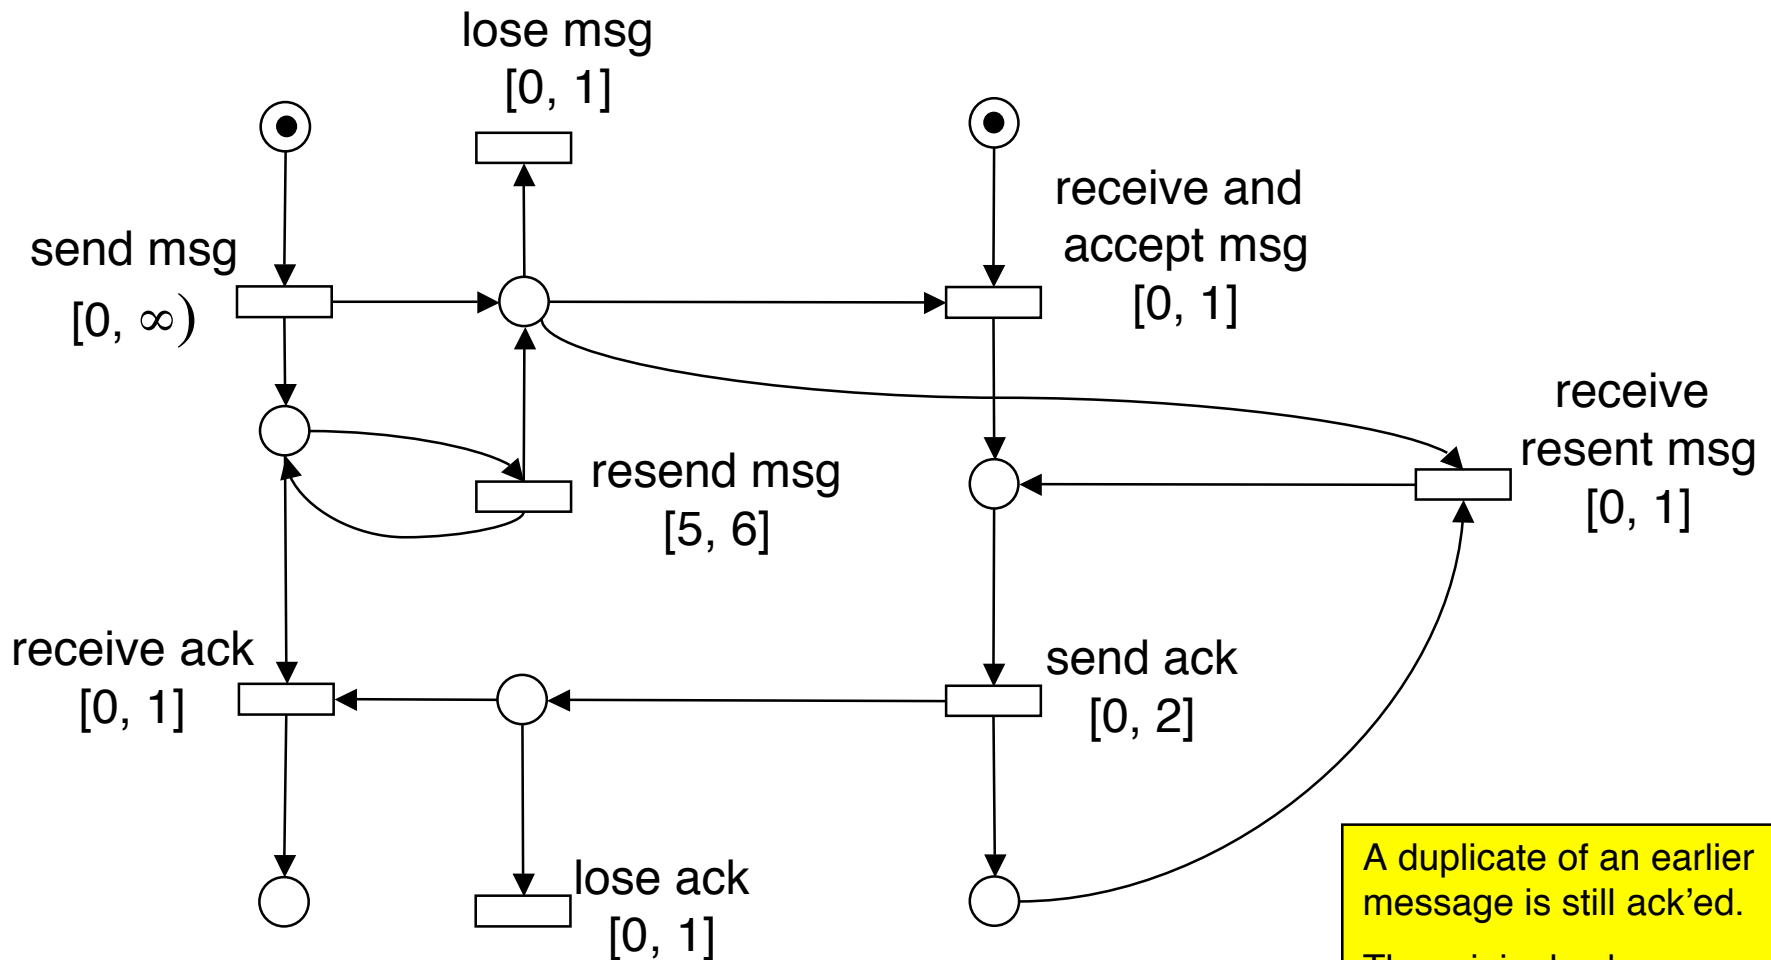 lose msg
[0, 1]
receive and
accept msg
[0, 1]
send msg
[0, ∞)
receive
resent msg
[0, 1]
resend msg
[5, 6]
receive ack
[0, 1]
send ack
[0, 2]
lose ack
[0, 1]
A duplicate of an earlier
message is still ack’ed.